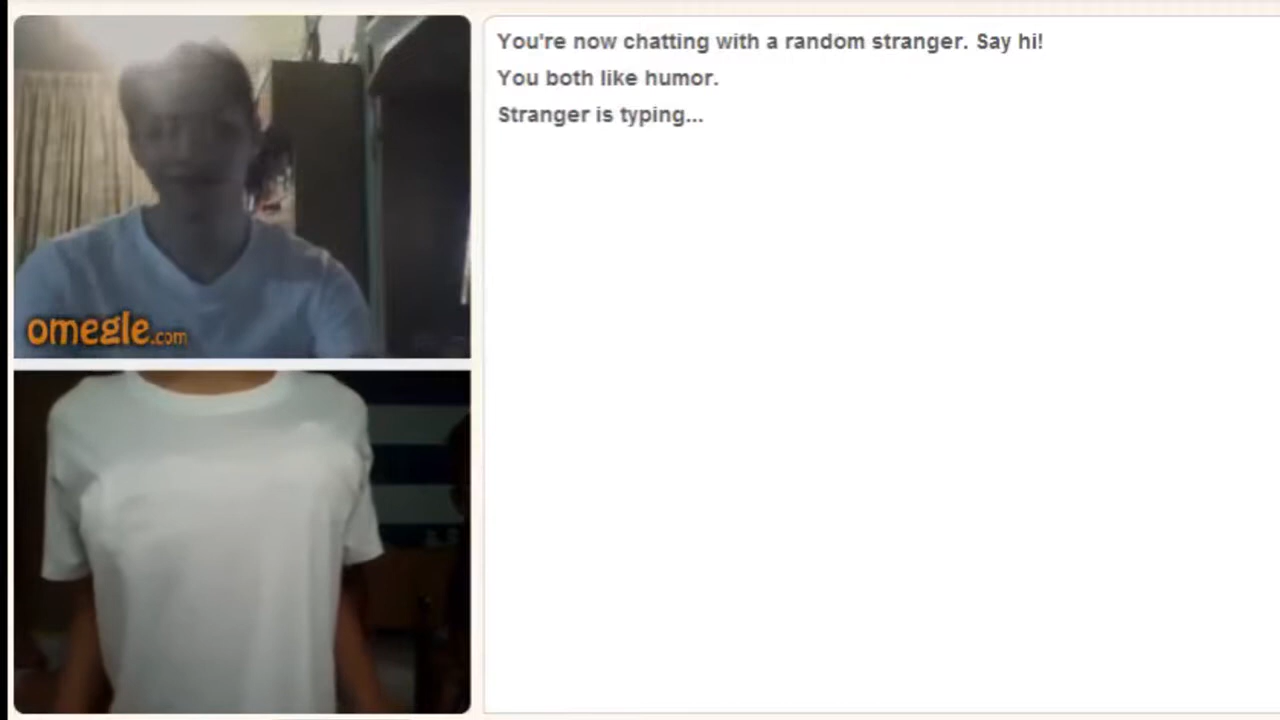 You're now chatting with a random stranger. Say hi!
You both like humor.
Stranger is typing...
omegle.com